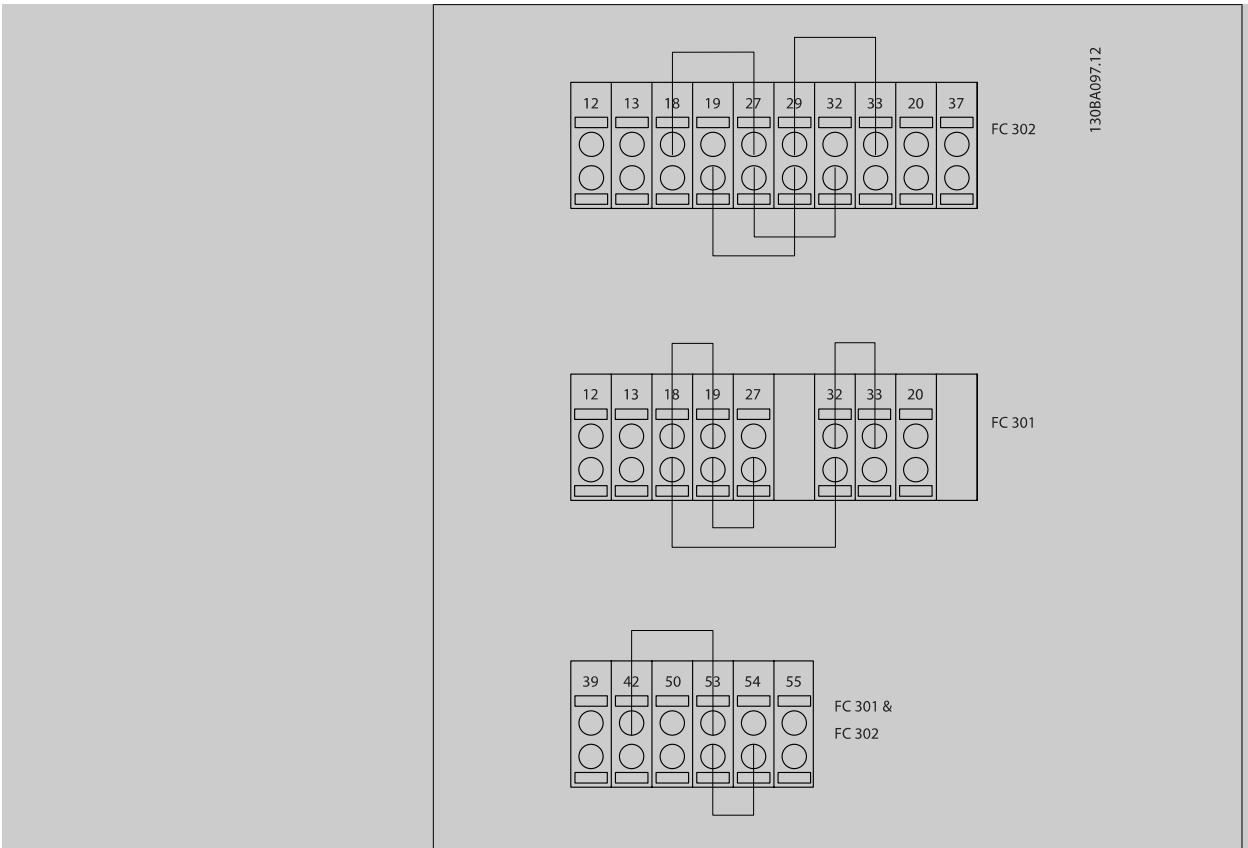 130BA097.12
12 13 18 19 27 29 32 33 20 37
FC 302
12 13 18 19 27 32 33 20
FC 301
39 42 50 53 54 55
FC 301 &
FC 302